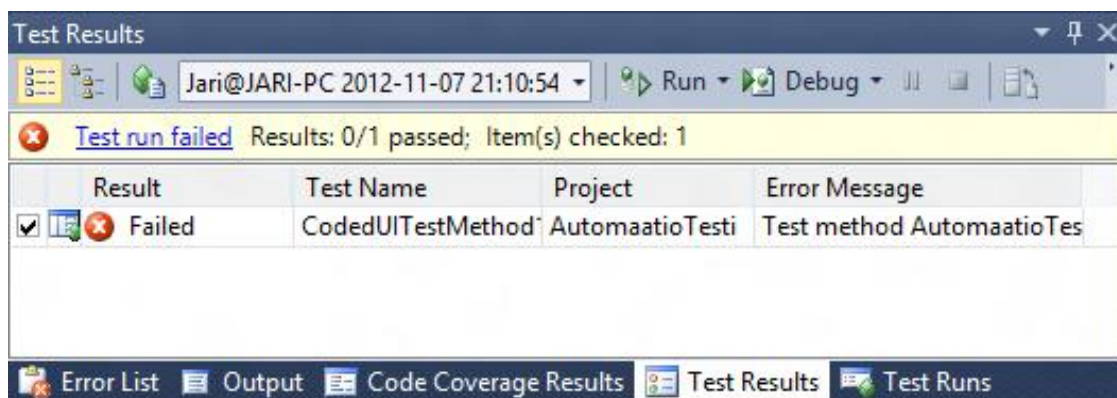 Test Results
Jari@JARI-PC 2012-11-07 21:10:54 Run Debug
Test run failed Results: 0/1 passed; Item(s) checked: 1
Result Test Name Project Error Message
Failed CodedUITestMethod AutomaatioTesti Test method AutomaatioTes
Error List Output Code Coverage Results Test Results Test Runs